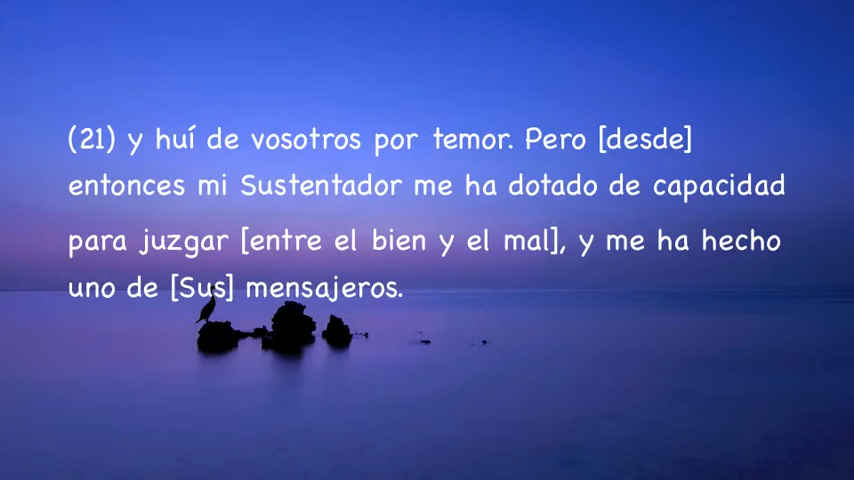 (21) y huí de vosotros por temor. Pero [desde]
entonces mi Sustentador me ha dotado de capacidad
para juzgar [entre el bien y el mal], y me ha hecho
uno de [Sus] mensajeros.